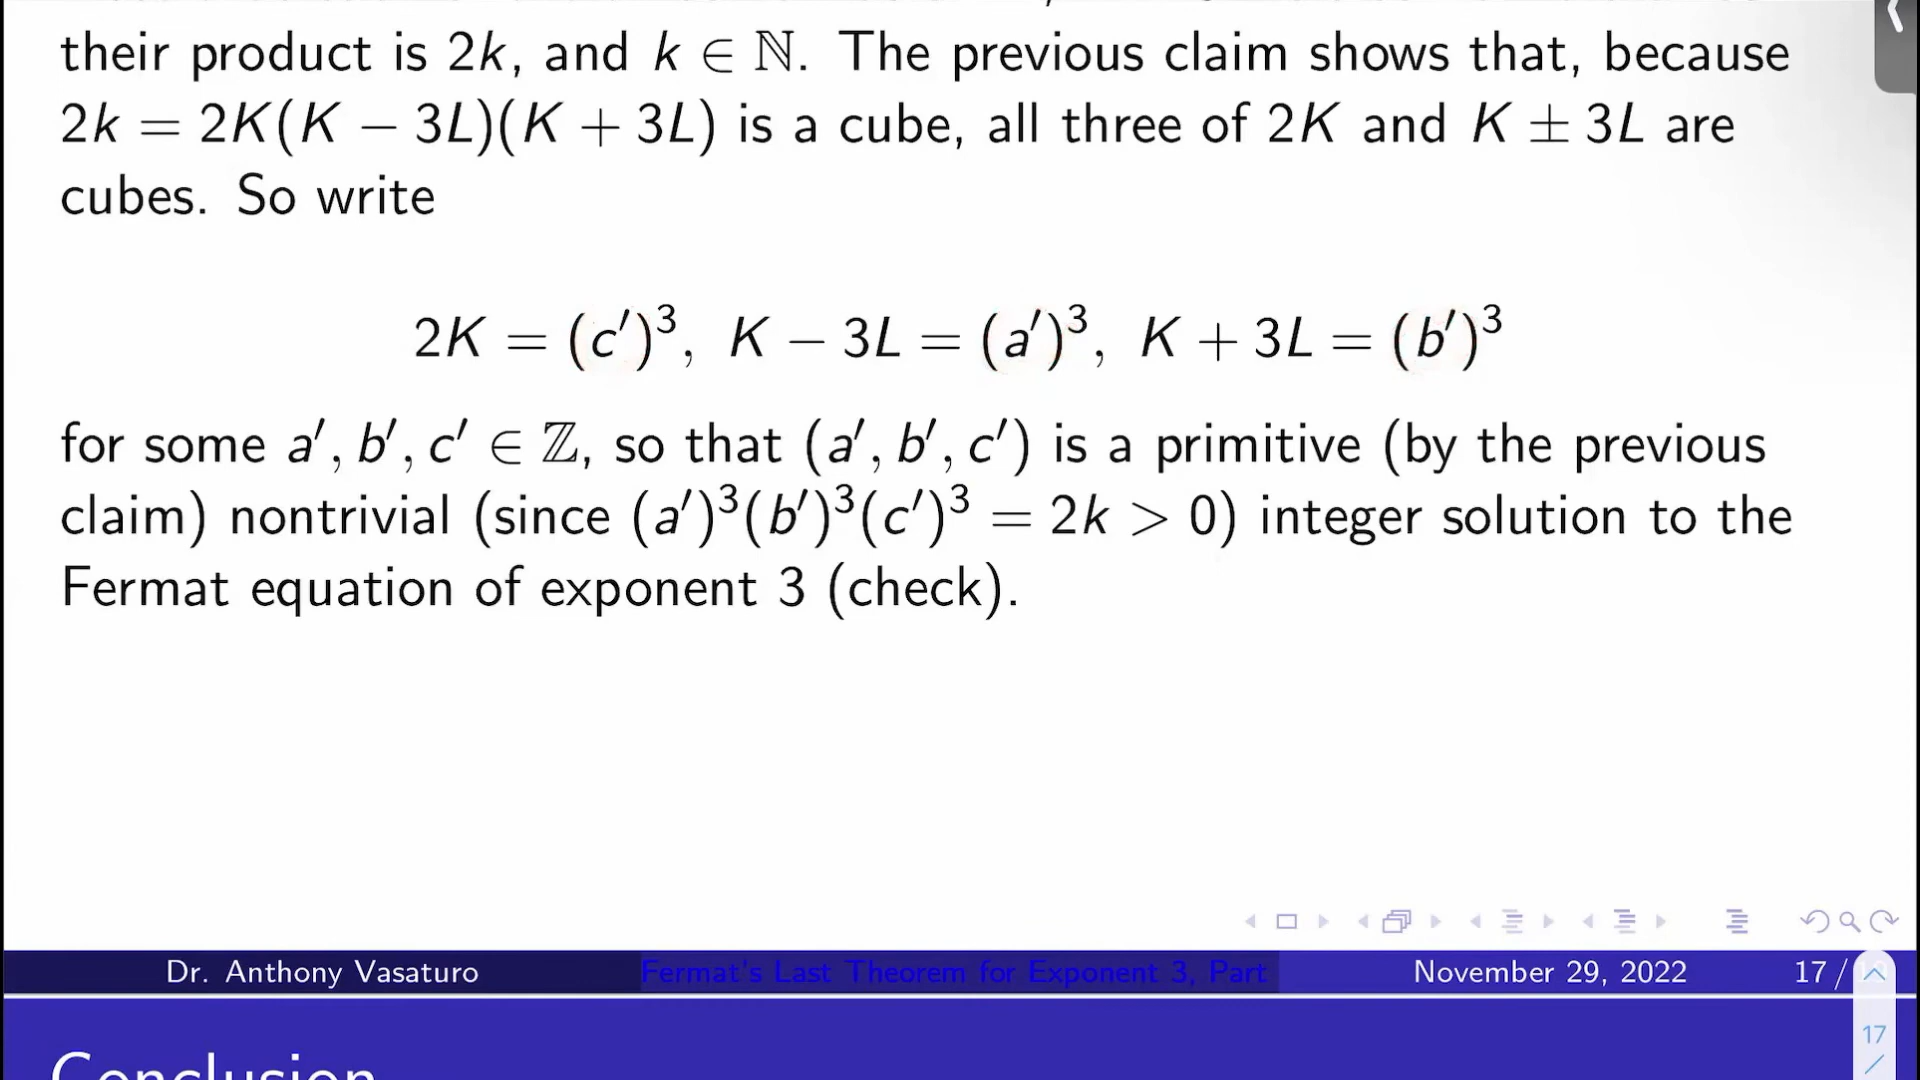 their product is 2k, and k ∈ ℕ. The previous claim shows that, because
2k = 2K(K − 3L)(K + 3L) is a cube, all three of 2K and K ± 3L are
cubes. So write
2K = (c′)³, K − 3L = (a′)³, K + 3L = (b′)³
for some a′, b′, c′ ∈ ℤ, so that (a′, b′, c′) is a primitive (by the previous
claim) nontrivial (since (a′)³(b′)³(c′)³ = 2k > 0) integer solution to the
Fermat equation of exponent 3 (check).
Dr. Anthony Vasaturo Fermat's Last Theorem for Exponent 3, Part November 29, 2022 17 /
17
/
Conclusion